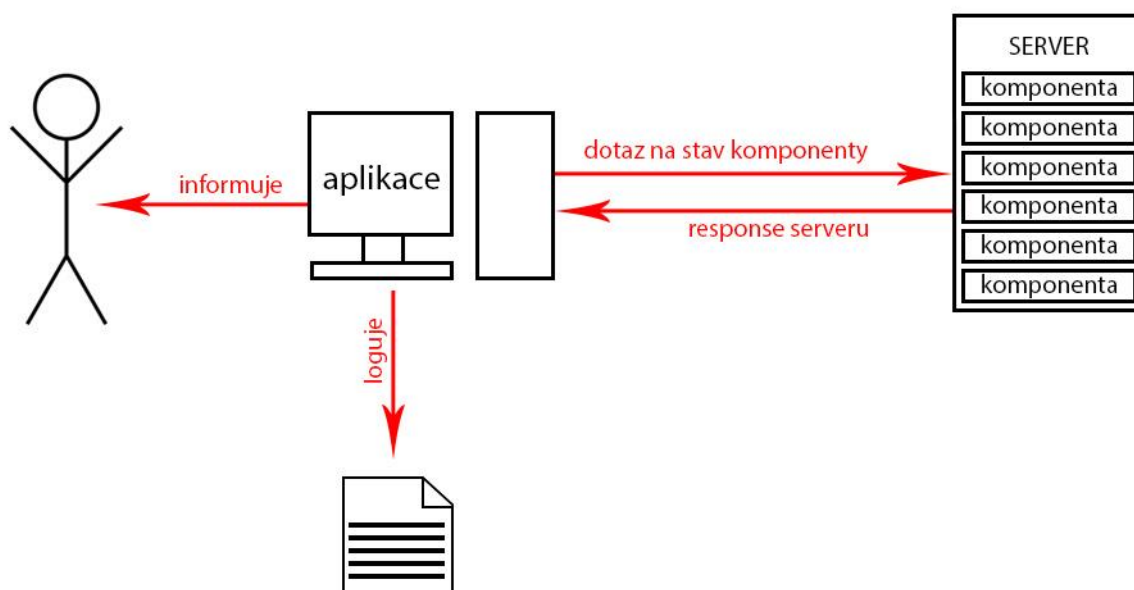 SERVER
komponenta
komponenta
komponenta
komponenta
komponenta
komponenta
dotaz na stav komponenty
response serveru
aplikace
informuje
loguje